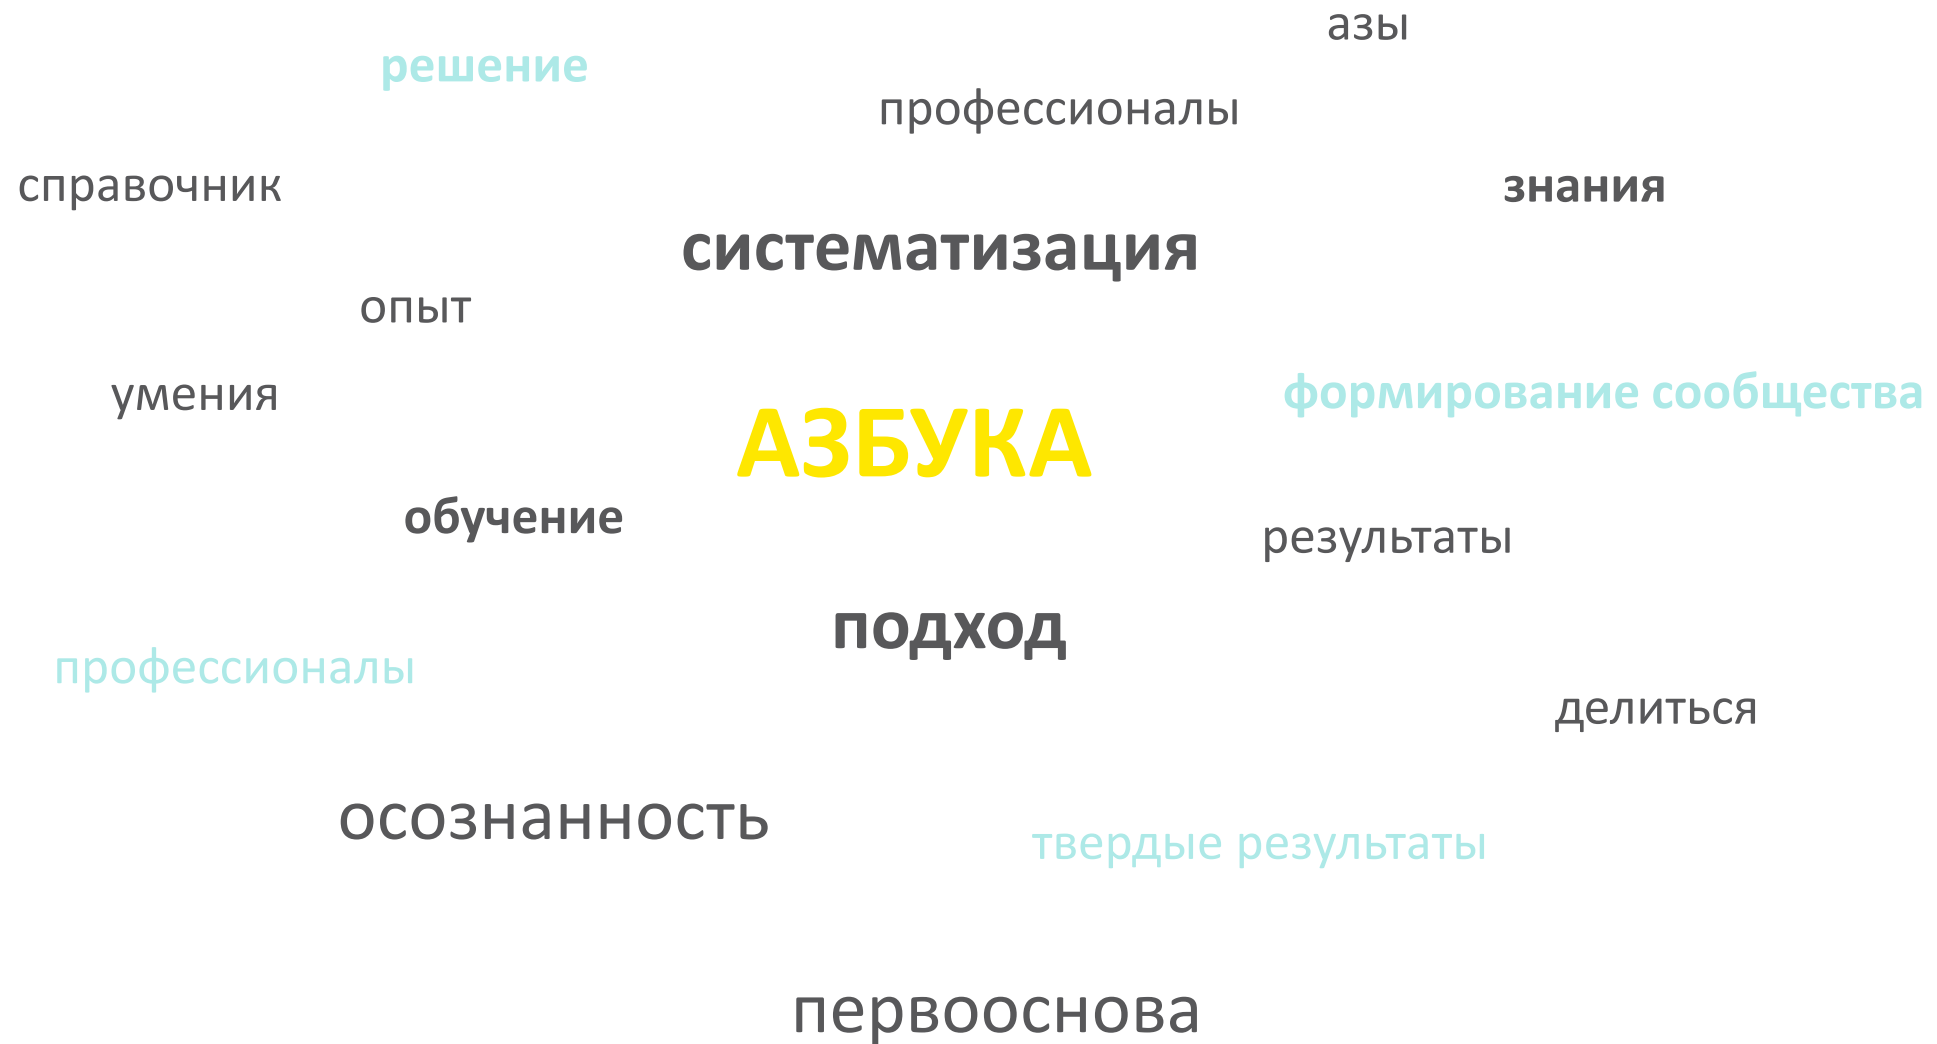 азы
решение
профессионалы
справочник
знания
систематизация
опыт
умения
формирование сообщества
АЗБУКА
обучение
результаты
подход
профессионалы
делиться
осознанность
твердые результаты
первооснова